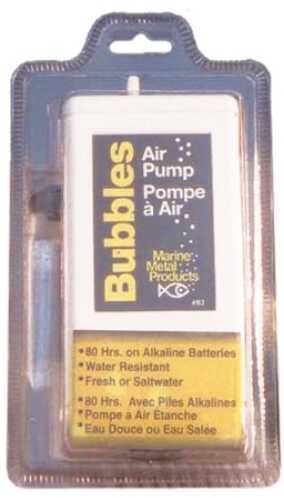 Bubbles
Air
Pump
Pompe
à Air
Marine
Metal
Products
• 80 Hrs. on Alkaline Batteries
• Water Resistant
• Fresh or Saltwater
• 80 Hrs. Avec Piles Alkalines
• Pompe a Air Étanche
• Eau Douce ou Eau Salée